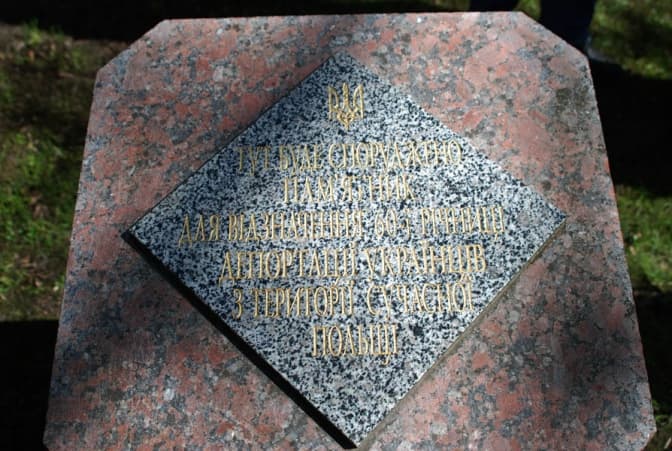 ТУТ БУДЕ СПОРУДЖЕНО
ПАМ'ЯТНИК
ДЛЯ ВІДЗНАЧЕННЯ 60-Ї РІЧНИЦІ
ДЕПОРТАЦІЇ УКРАЇНЦІВ
З ТЕРИТОРІЇ СУЧАСНОЇ
ПОЛЬЩІ